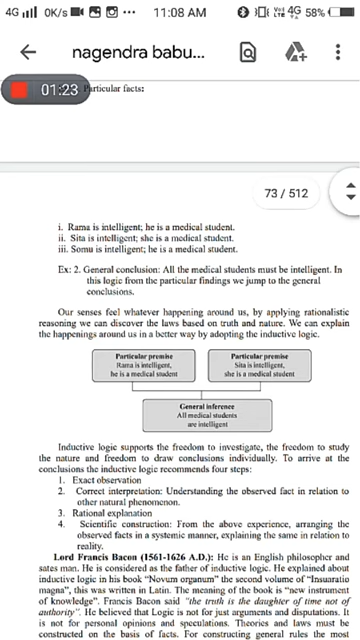 4G 0K/s ... 11:08 AM 4G 58%
nagendra babu...
01:23 Particular facts:
73 / 512
i. Rama is intelligent; he is a medical student.
ii. Sita is intelligent; she is a medical student.
iii. Somu is intelligent; he is a medical student.
Ex: 2. General conclusion: All the medical students must be intelligent. In
this logic from the particular findings we jump to the general
conclusions.
Our senses feel whatever happening around us, by applying rationalistic
reasoning we can discover the laws based on truth and nature. We can explain
the happenings around us in a better way by adopting the inductive logic.
Particular premise Particular premise
Rama is intelligent, Sita is intelligent,
he is a medical student she is a medical student
General inference
All medical students
are intelligent
Inductive logic supports the freedom to investigate, the freedom to study
the nature and freedom to draw conclusions individually. To arrive at the
conclusions the inductive logic recommends four steps:
1. Exact observation
2. Correct interpretation: Understanding the observed fact in relation to
other natural phenomenon.
3. Rational explanation
4. Scientific construction: From the above experience, arranging the
observed facts in a systemic manner, explaining the same in relation to
reality.
Lord Francis Bacon (1561-1626 A.D.): He is an English philosopher and
sates man. He is considered as the father of inductive logic. He explained about
inductive logic in his book “Novum organum” the second volume of “Insuaratio
magna”, this was written in Latin. The meaning of the book is “new instrument
of knowledge”. Francis Bacon said “the truth is the daughter of time not of
authority”. He believed that Logic is not for just arguments and disputations. It
is not for personal opinions and speculations. Theories and laws must be
constructed on the basis of facts. For constructing general rules the most